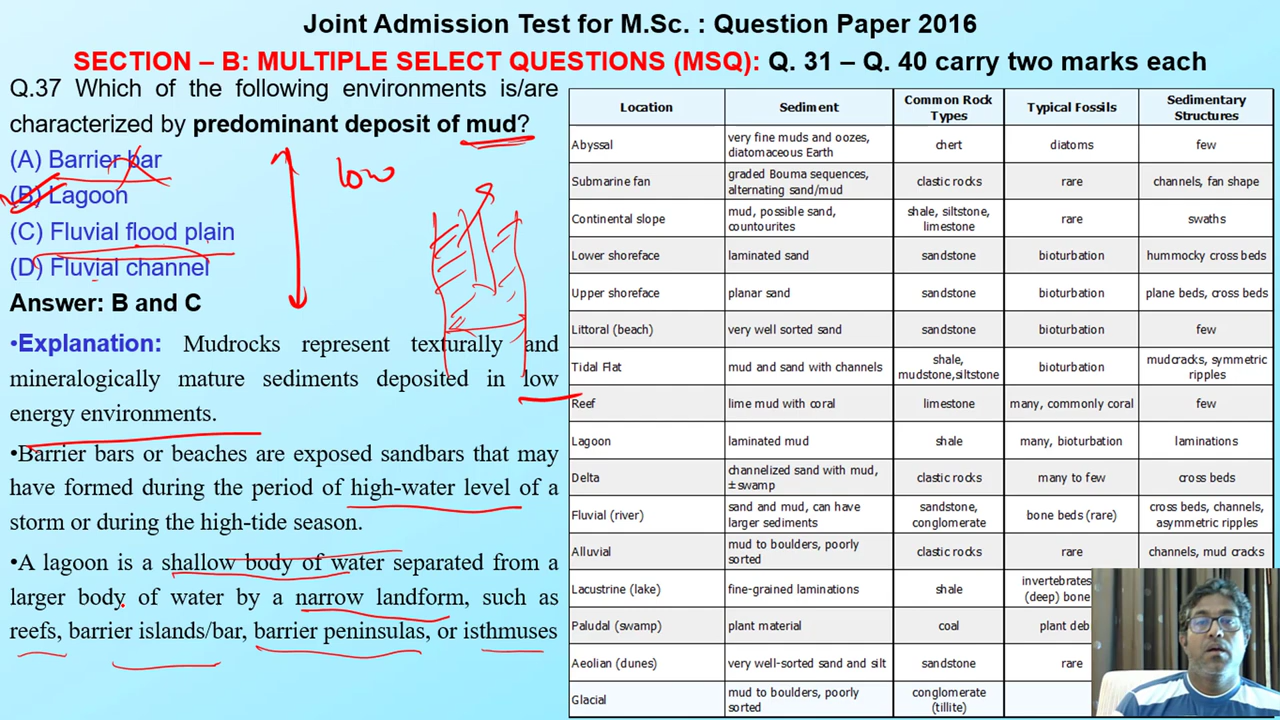 Joint Admission Test for M.Sc. : Question Paper 2016
SECTION – B: MULTIPLE SELECT QUESTIONS (MSQ): Q. 31 – Q. 40 carry two marks each
Q.37 Which of the following environments is/are
characterized by predominant deposit of mud?
(A) Barrier bar
(B) Lagoon
(C) Fluvial flood plain
(D) Fluvial channel
low
Answer: B and C
•Explanation: Mudrocks represent texturally and
mineralogically mature sediments deposited in low
energy environments.
•Barrier bars or beaches are exposed sandbars that may
have formed during the period of high-water level of a
storm or during the high-tide season.
•A lagoon is a shallow body of water separated from a
larger body of water by a narrow landform, such as
reefs, barrier islands/bar, barrier peninsulas, or isthmuses
Location Sediment Common Rock Types Typical Fossils Sedimentary Structures
Abyssal very fine muds and oozes, diatomaceous Earth chert diatoms few
Submarine fan graded Bouma sequences, alternating sand/mud clastic rocks rare channels, fan shape
Continental slope mud, possible sand, countourites shale, siltstone, limestone rare swaths
Lower shoreface laminated sand sandstone bioturbation hummocky cross beds
Upper shoreface planar sand sandstone bioturbation plane beds, cross beds
Littoral (beach) very well sorted sand sandstone bioturbation few
Tidal Flat mud and sand with channels shale, mudstone,siltstone bioturbation mudcracks, symmetric ripples
Reef lime mud with coral limestone many, commonly coral few
Lagoon laminated mud shale many, bioturbation laminations
Delta channelized sand with mud, ±swamp clastic rocks many to few cross beds
Fluvial (river) sand and mud, can have larger sediments sandstone, conglomerate bone beds (rare) cross beds, channels, asymmetric ripples
Alluvial mud to boulders, poorly sorted clastic rocks rare channels, mud cracks
Lacustrine (lake) fine-grained laminations shale invertebrates (deep) bone
Paludal (swamp) plant material coal plant deb
Aeolian (dunes) very well-sorted sand and silt sandstone rare
Glacial mud to boulders, poorly sorted conglomerate (tillite)